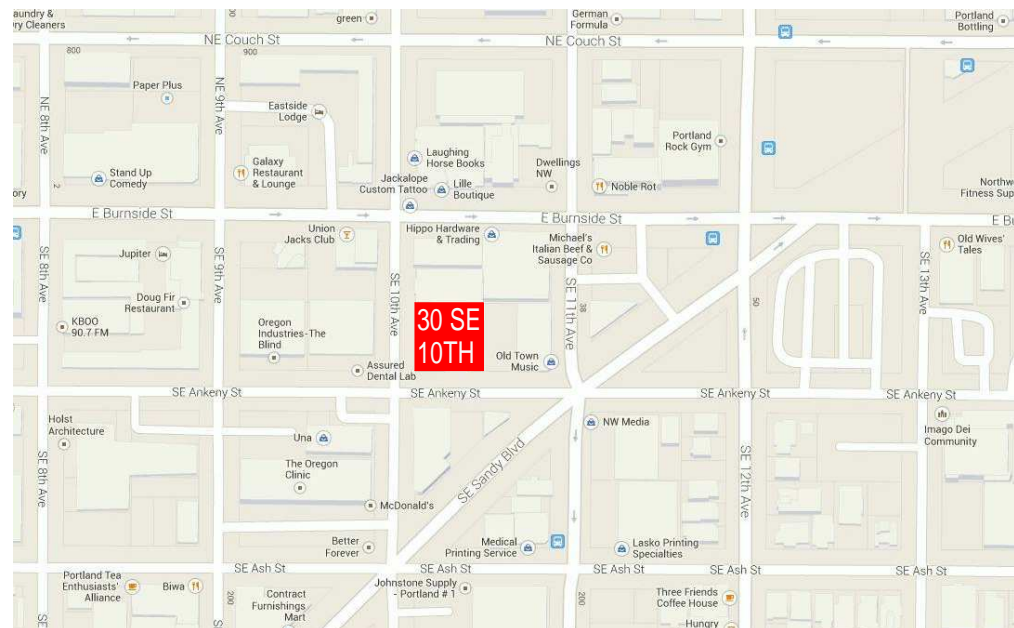 aundry &
ry Cleaners
30
green
German
Formula
Portland
Bottling
NE Couch St
NE Couch St
800
900
Paper Plus
NE 8th Ave
NE 9th Ave
Eastside
Lodge
Portland
Rock Gym
Laughing
Horse Books
Dwellings
NW
Galaxy
Restaurant
& Lounge
Stand Up
Comedy
Jackalope
Custom Tattoo
Lille
Boutique
Noble Rot
Northw
Fitness Sup
ory
2
E Burnside St
E Burnside St
E Bu
Union
Jacks Club
Hippo Hardware
& Trading
Michael's
Italian Beef &
Sausage Co
Old Wives'
Tales
Jupiter
SE 8th Ave
SE 9th Ave
SE 10th Ave
SE 11th Ave
SE 13th Ave
Doug Fir
Restaurant
38
50
KBOO
90.7 FM
Oregon
Industries-The
Blind
30 SE
10TH
Assured
Dental Lab
Old Town
Music
SE Ankeny St
SE Ankeny St
SE Ankeny St
SE Ankeny St
Holst
Architecture
NW Media
Imago Dei
Community
Una
SE 8th Ave
The Oregon
Clinic
SE Sandy Blvd
SE 12th Ave
McDonald's
Better
Forever
Medical
Printing Service
Lasko Printing
Specialties
SE Ash St
SE Ash St
SE Ash St
SE Ash St
Portland Tea
Enthusiasts'
Alliance
Biwa
Johnstone Supply
- Portland # 1
Three Friends
Coffee House
Contract
Furnishings
Mart
200
200
SE
S
Hungry